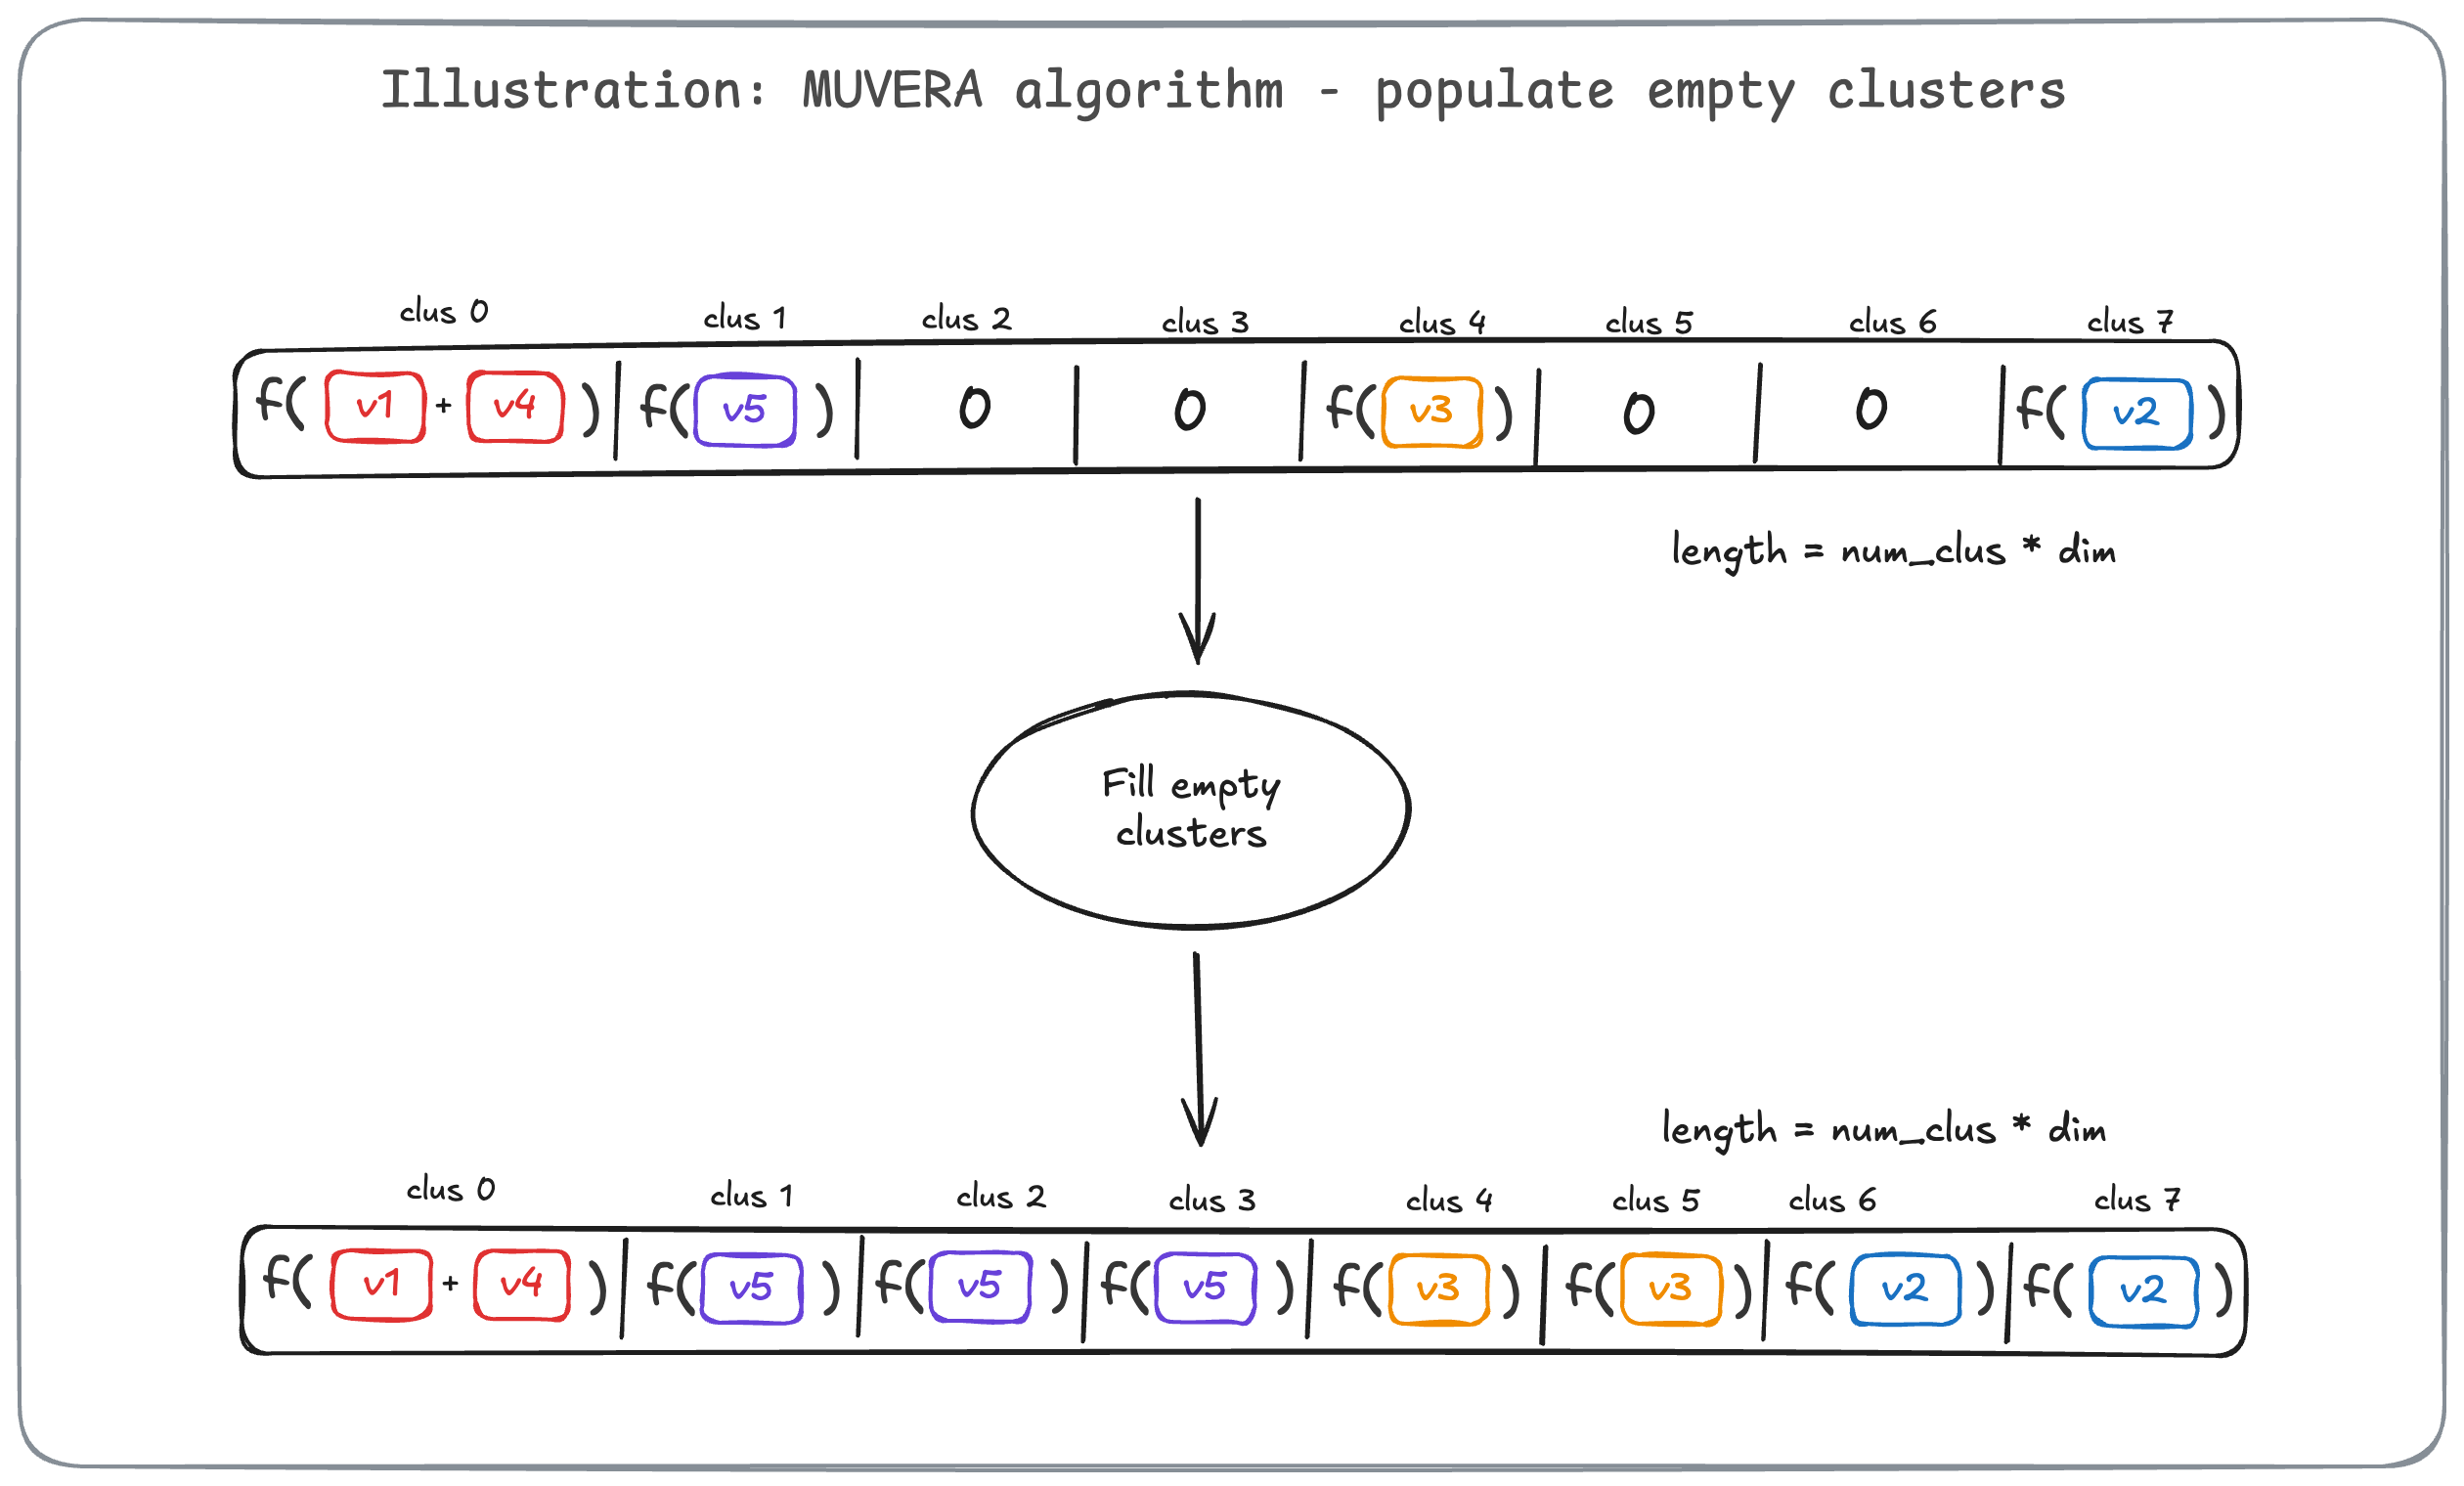 Illustration: MUVERA algorithm - populate empty clusters
clus 0 clus 1 clus 2 clus 3 clus 4 clus 5 clus 6 clus 7
f( v1 + v4 ) f( v5 ) 0 0 f( v3 ) 0 0 f( v2 )
length = num_clus * dim
Fill empty
clusters
length = num_clus * dim
clus 0 clus 1 clus 2 clus 3 clus 4 clus 5 clus 6 clus 7
f( v1 + v4 ) f( v5 ) f( v5 ) f( v5 ) f( v3 ) f( v3 ) f( v2 ) f( v2 )